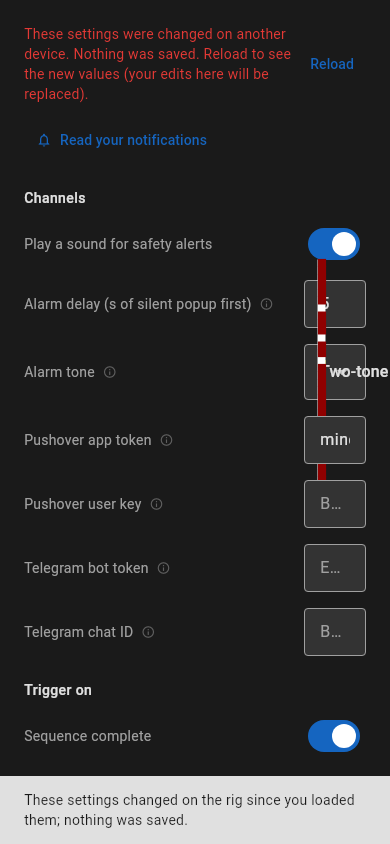 These settings were changed on another
device. Nothing was saved. Reload to see
the new values (your edits here will be
replaced).
Reload
Read your notifications
Channels
Play a sound for safety alerts
Alarm delay (s of silent popup first)
Alarm tone
Two-tone
Pushover app token
Pushover user key
B…
Telegram bot token
E…
Telegram chat ID
B…
Trigger on
Sequence complete
These settings changed on the rig since you loaded
them; nothing was saved.